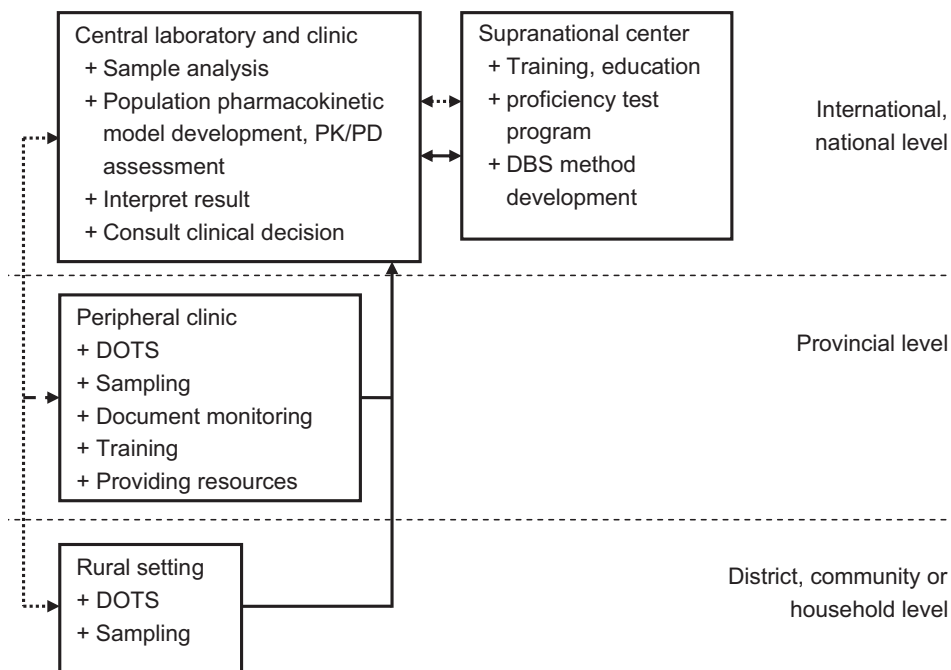 Central laboratory and clinic
+ Sample analysis
+ Population pharmacokinetic
model development, PK/PD
assessment
+ Interpret result
+ Consult clinical decision
Supranational center
+ Training, education
+ proficiency test
program
+ DBS method
development
International,
national level
Peripheral clinic
+ DOTS
+ Sampling
+ Document monitoring
+ Training
+ Providing resources
Provincial level
Rural setting
+ DOTS
+ Sampling
District, community or
household level